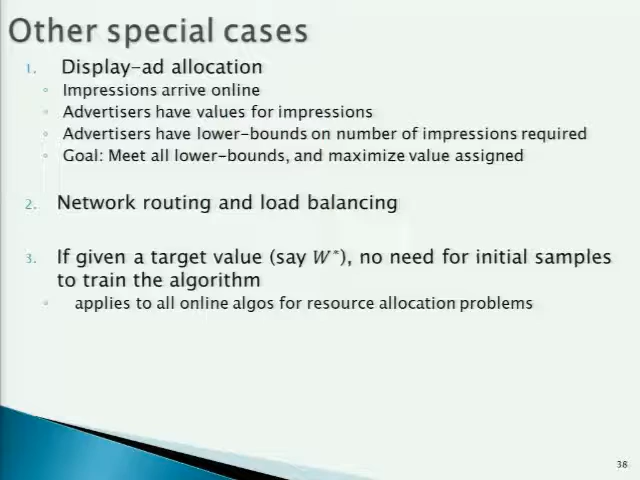 Other special cases
1. Display-ad allocation
◦ Impressions arrive online
◦ Advertisers have values for impressions
◦ Advertisers have lower-bounds on number of impressions required
◦ Goal: Meet all lower-bounds, and maximize value assigned
2. Network routing and load balancing
3. If given a target value (say W*), no need for initial samples
to train the algorithm
◦ applies to all online algos for resource allocation problems
38